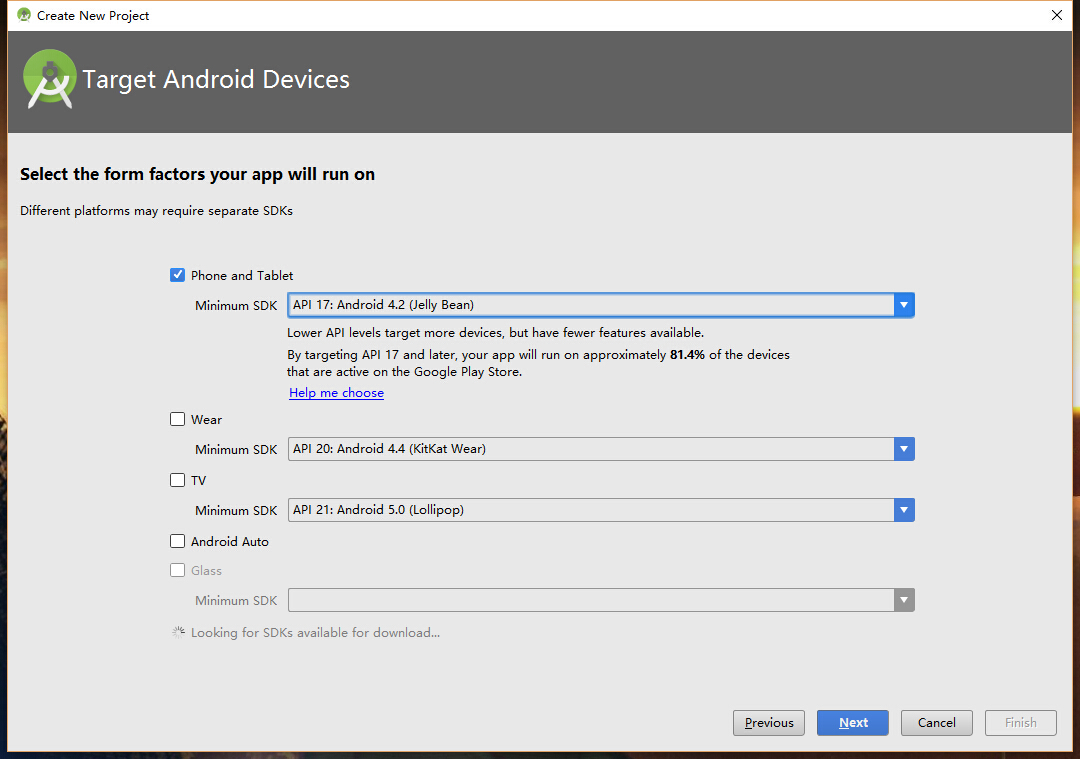 Create New Project
Target Android Devices
Select the form factors your app will run on
Different platforms may require separate SDKs
Phone and Tablet
Minimum SDK API 17: Android 4.2 (Jelly Bean)
Lower API levels target more devices, but have fewer features available.
By targeting API 17 and later, your app will run on approximately 81.4% of the devices
that are active on the Google Play Store.
Help me choose
Wear
Minimum SDK API 20: Android 4.4 (KitKat Wear)
TV
Minimum SDK API 21: Android 5.0 (Lollipop)
Android Auto
Glass
Minimum SDK
Looking for SDKs available for download...
Previous Next Cancel Finish